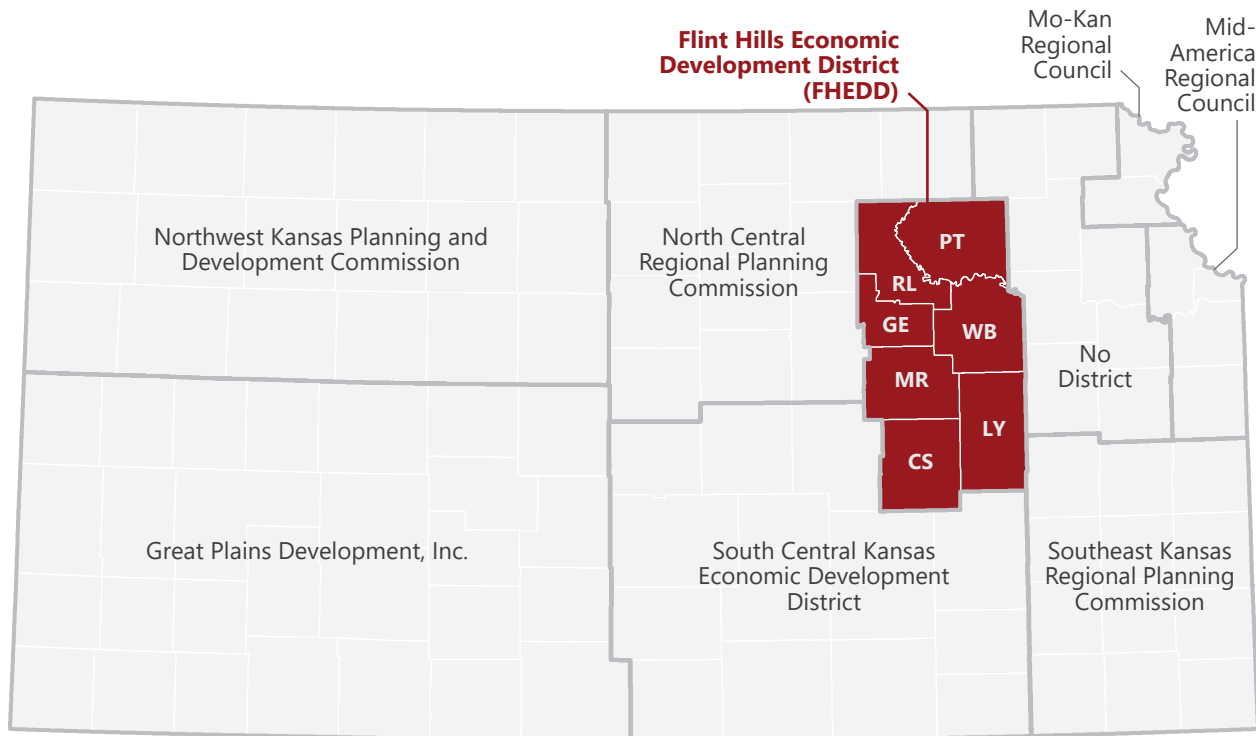 Flint Hills Economic
Development District
(FHEDD)
Mo-Kan
Regional
Council
Mid-
America
Regional
Council
Northwest Kansas Planning and
Development Commission
North Central
Regional Planning
Commission
PT
RL
GE
WB
MR
LY
CS
No
District
Great Plains Development, Inc.
South Central Kansas
Economic Development
District
Southeast Kansas
Regional Planning
Commission